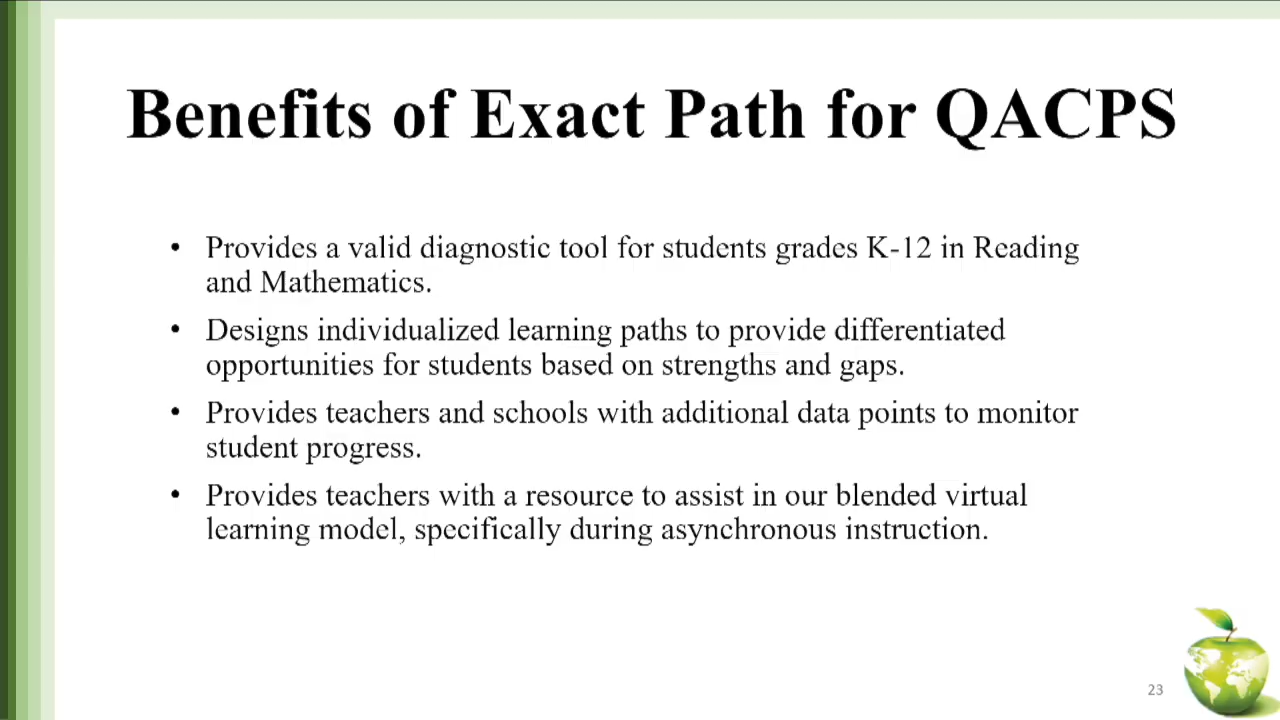 Benefits of Exact Path for QACPS
• Provides a valid diagnostic tool for students grades K-12 in Reading
and Mathematics.
• Designs individualized learning paths to provide differentiated
opportunities for students based on strengths and gaps.
• Provides teachers and schools with additional data points to monitor
student progress.
• Provides teachers with a resource to assist in our blended virtual
learning model, specifically during asynchronous instruction.
23